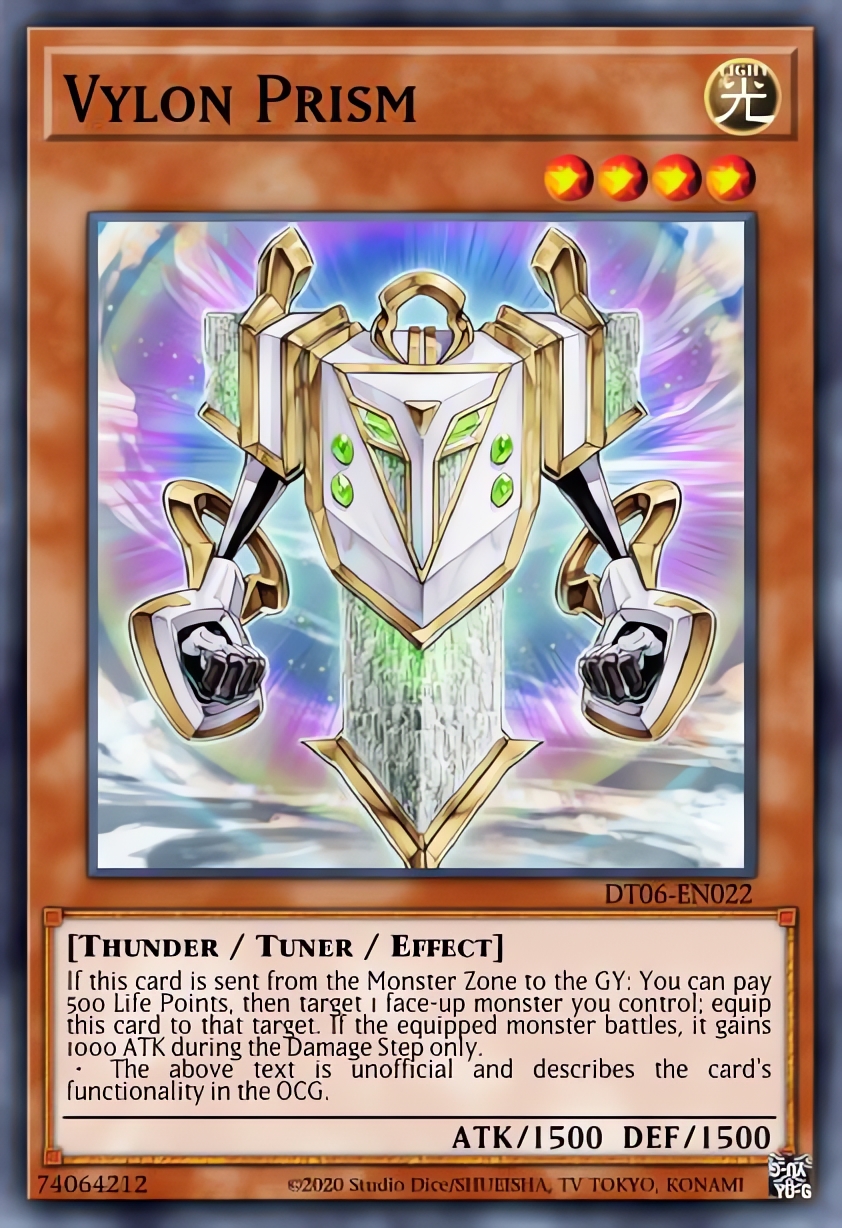 Vylon Prism
LIGHT
光
DT06-EN022
[Thunder / Tuner / Effect]
If this card is sent from the Monster Zone to the GY: You can pay
500 Life Points, then target 1 face-up monster you control; equip
this card to that target. If the equipped monster battles, it gains
1000 ATK during the Damage Step only.
· The above text is unofficial and describes the card's
functionality in the OCG.
ATK/1500 DEF/1500
74064212
©2020 Studio Dice/SHUEISHA, TV TOKYO, KONAMI